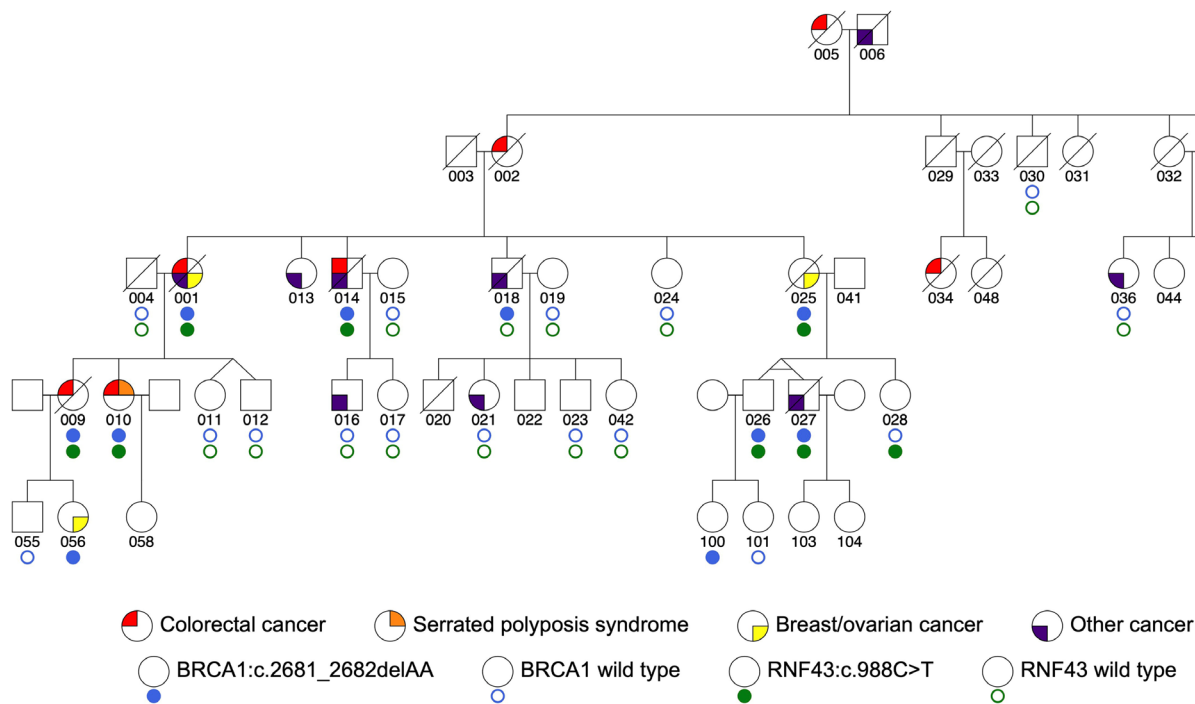 005 006
003 002 029 033 030 031 032
004 001 013 014 015 018 019 024 025 041 034 048 036 044
009 010 011 012 016 017 020 021 022 023 042 026 027 028
055 056 058 100 101 103 104
Colorectal cancer Serrated polyposis syndrome Breast/ovarian cancer Other cancer
BRCA1:c.2681_2682delAA BRCA1 wild type RNF43:c.988C>T RNF43 wild type